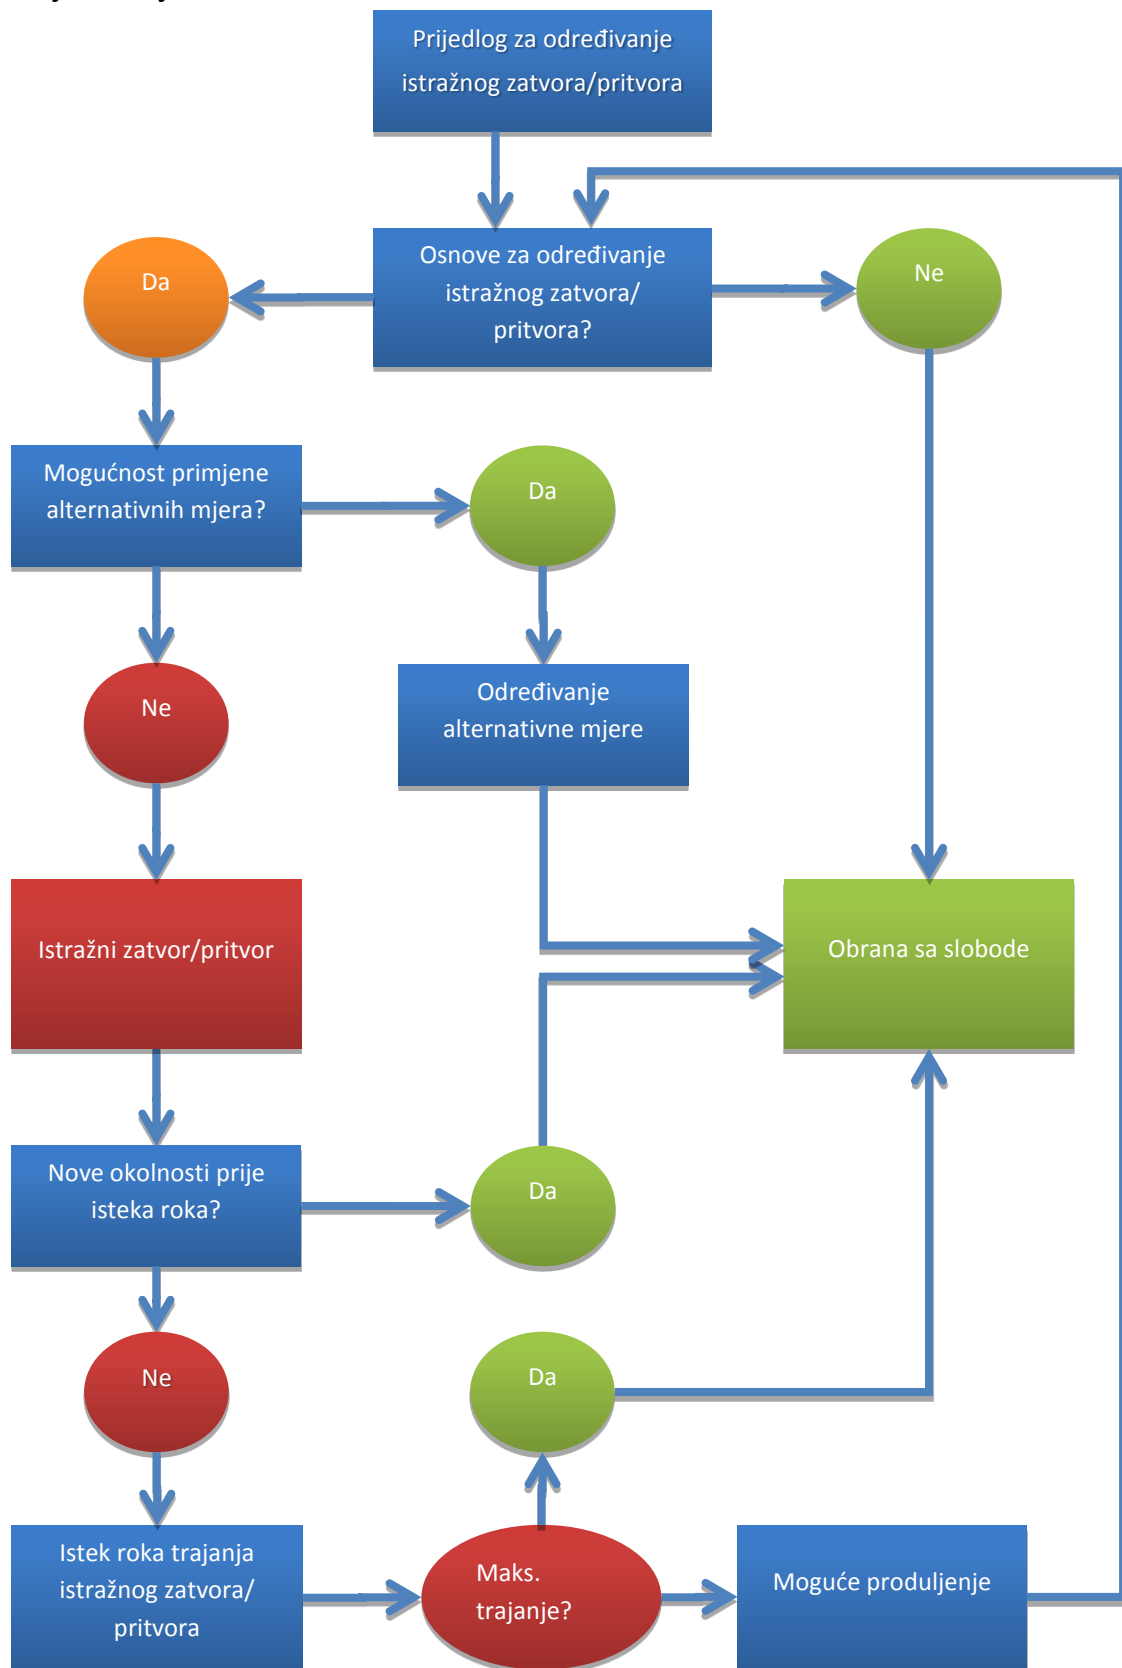 Prijedlog za određivanje
istražnog zatvora/pritvora
Osnove za određivanje
istražnog zatvora/
pritvora?
Da
Ne
Mogućnost primjene
alternativnih mjera?
Da
Ne
Određivanje
alternativne mjere
Istražni zatvor/pritvor
Obrana sa slobode
Nove okolnosti prije
isteka roka?
Da
Ne
Da
Istek roka trajanja
istražnog zatvora/
pritvora
Maks.
trajanje?
Moguće produljenje